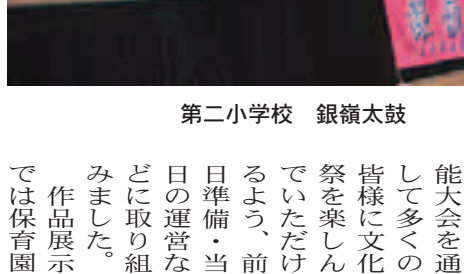 第二小学校 銀嶺太鼓
能大会を通
して多くの
皆様に文化
祭を楽しん
でいただけ
るよう、前
日準備・当
日の運営な
どに取り組
みました。
作品展示
では保育園